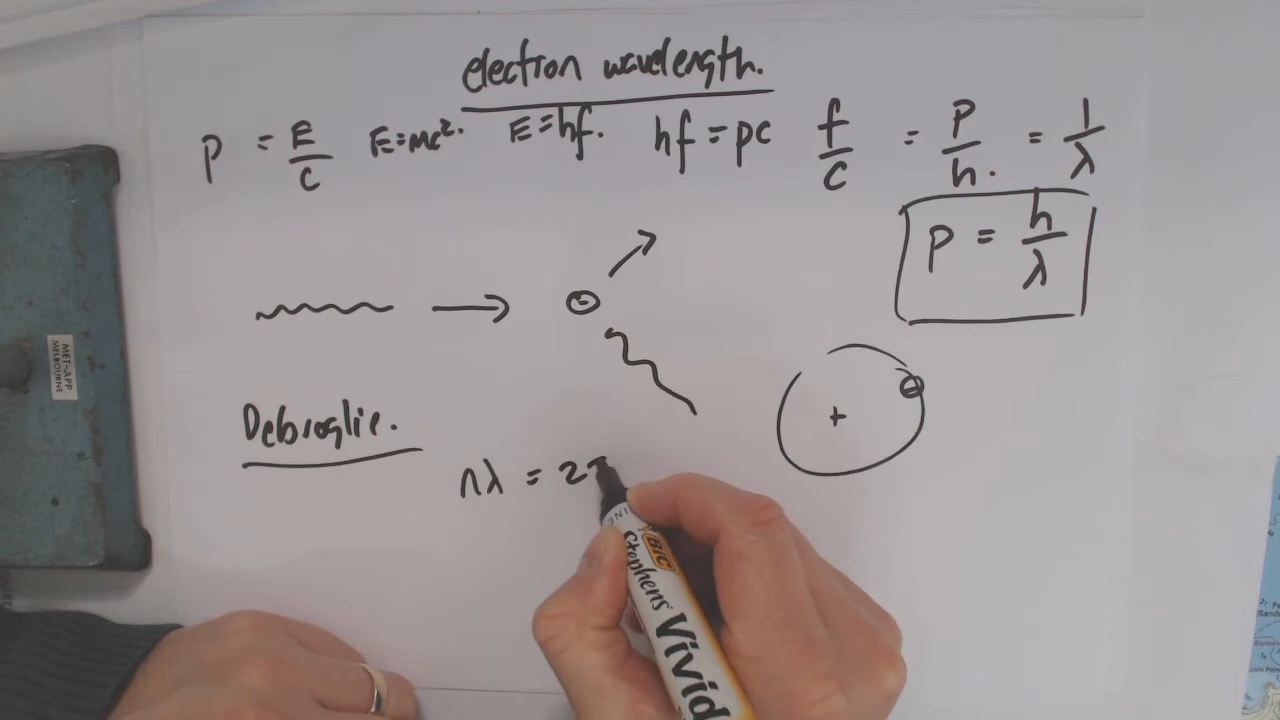 electron wavelength.
p = E/C E=mc². E=hf. hf=pc f/c = P/h. = 1/λ
p = h/λ
-
+ -
Debroglie.
nλ = 2
MET-APP
MELBOURNE
BIC
Stephens
Vivid